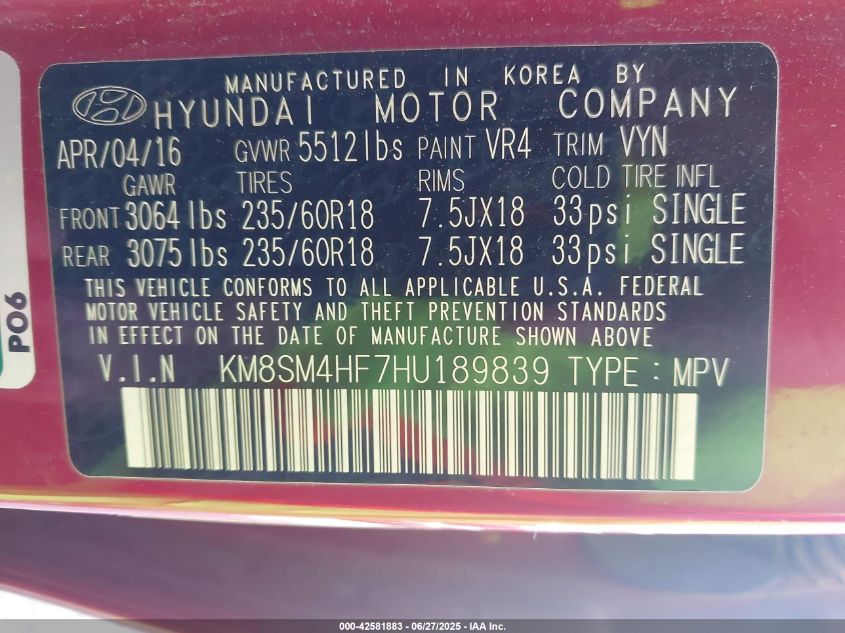 MANUFACTURED IN KOREA BY
HYUNDAI MOTOR COMPANY
APR/04/16 GVWR 5512lbs PAINT VR4 TRIM VYN
GAWR TIRES RIMS COLD TIRE INFL
FRONT 3064lbs 235/60R18 7.5JX18 33psi SINGLE
REAR 3075lbs 235/60R18 7.5JX18 33psi SINGLE
THIS VEHICLE CONFORMS TO ALL APPLICABLE U.S.A. FEDERAL
MOTOR VEHICLE SAFETY AND THEFT PREVENTION STANDARDS
IN EFFECT ON THE DATE OF MANUFACTURE SHOWN ABOVE
V.I.N KM8SM4HF7HU189839 TYPE : MPV
P06
000-42581883 / 06/27/2025 - IAA Inc.